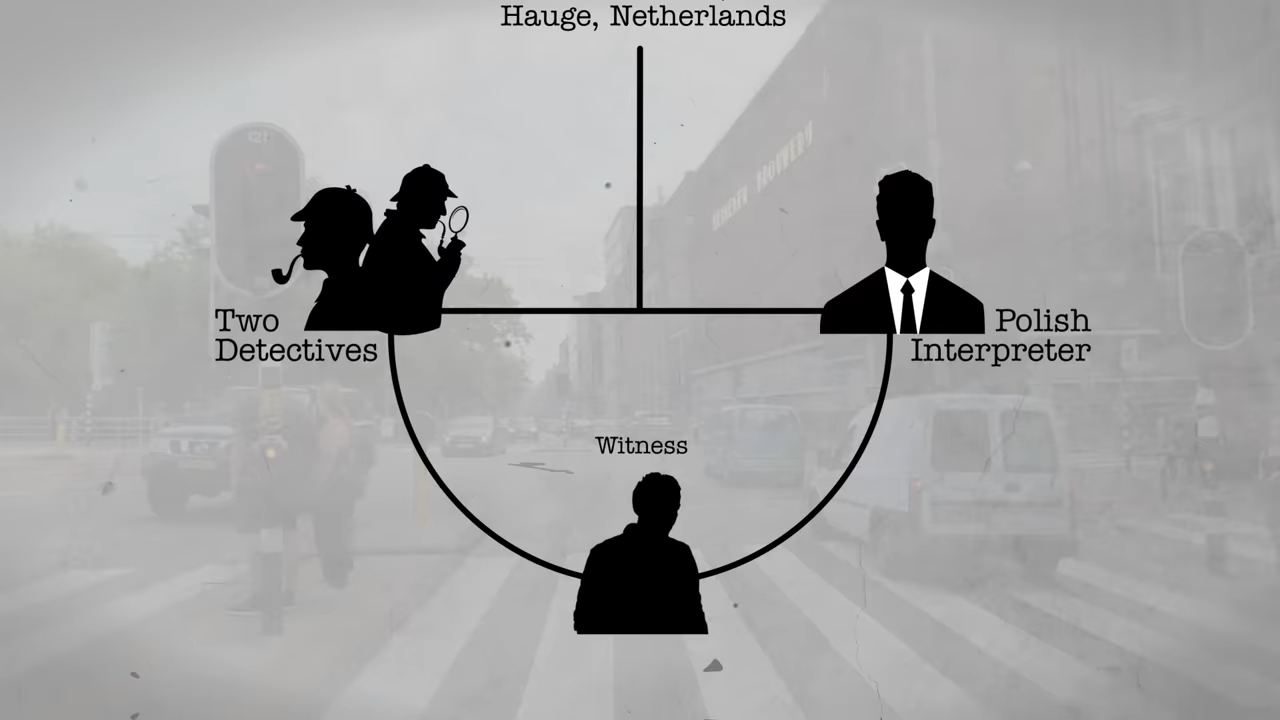 Hauge, Netherlands
Two
Detectives
Polish
Interpreter
Witness